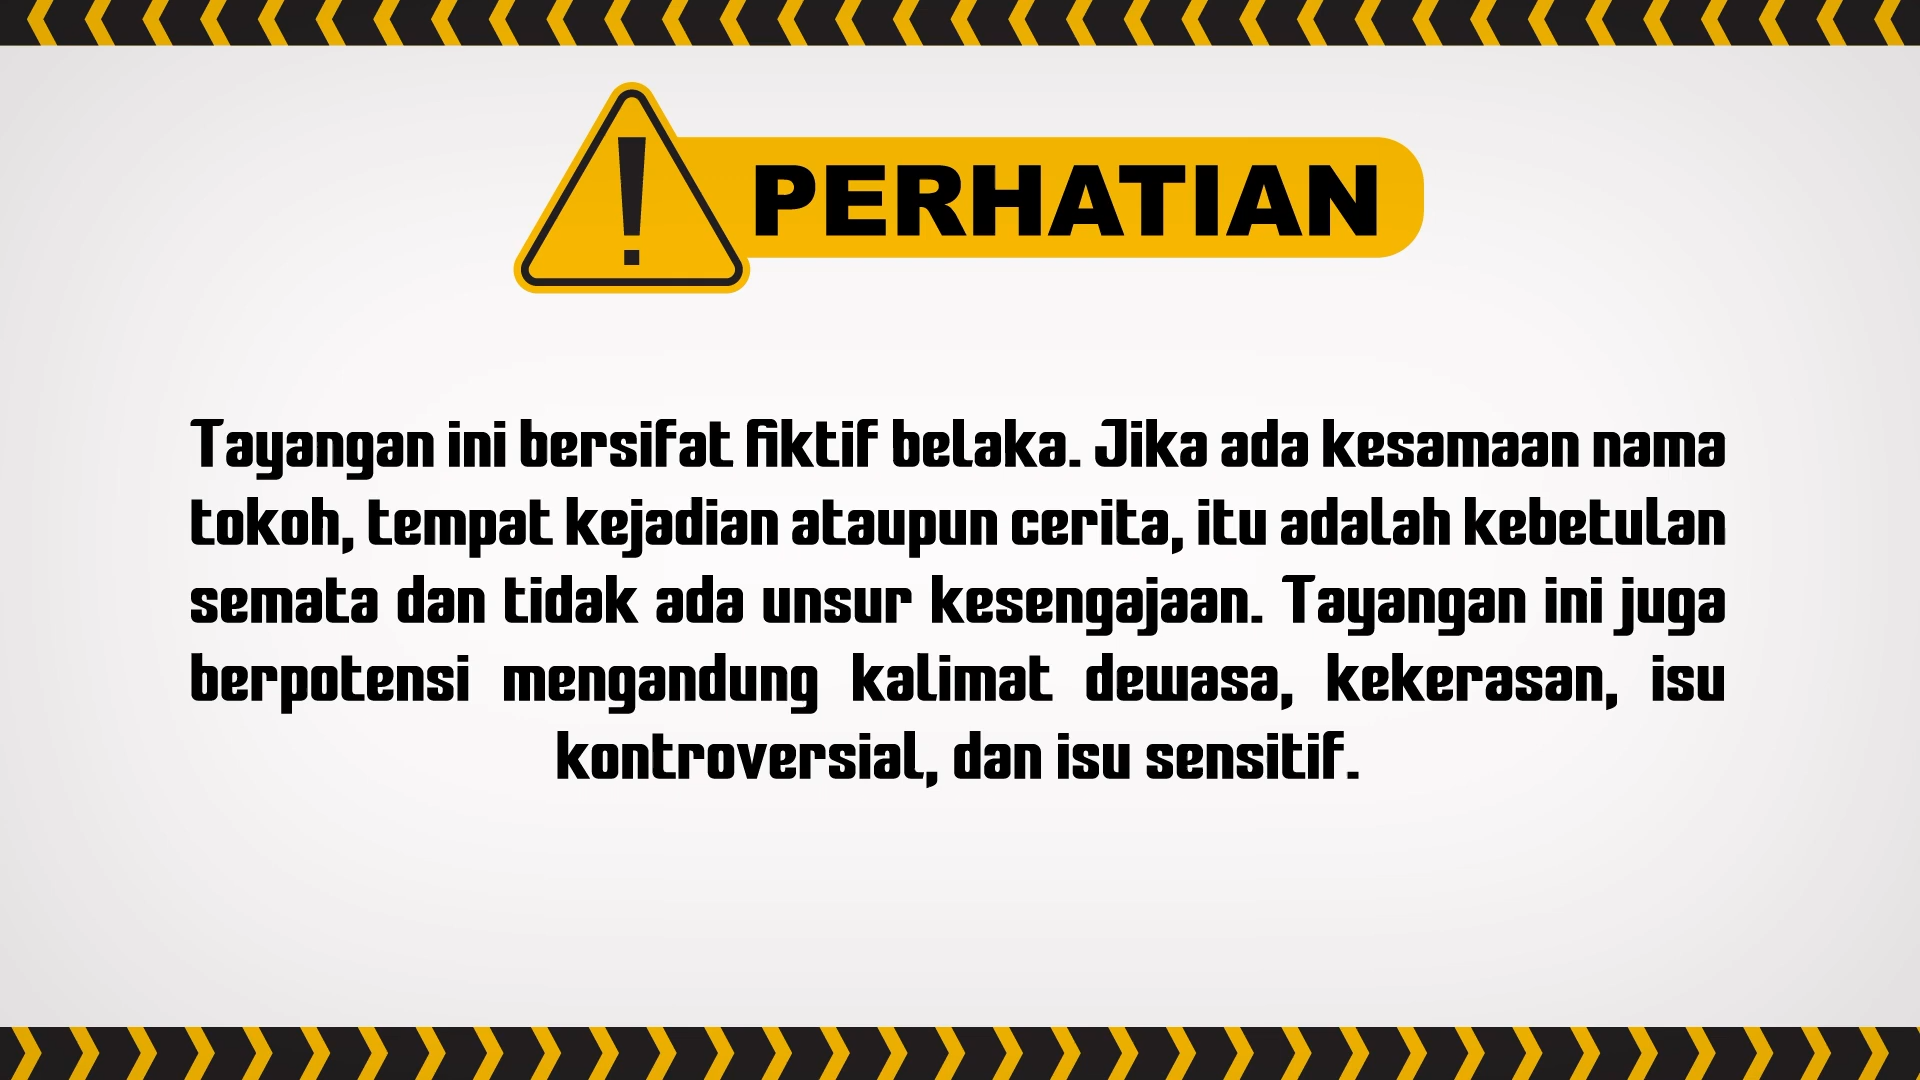 PERHATIAN
Tayangan ini bersifat fiktif belaka. Jika ada kesamaan nama
tokoh, tempat kejadian ataupun cerita, itu adalah kebetulan
semata dan tidak ada unsur kesengajaan. Tayangan ini juga
berpotensi mengandung kalimat dewasa, kekerasan, isu
kontroversial, dan isu sensitif.